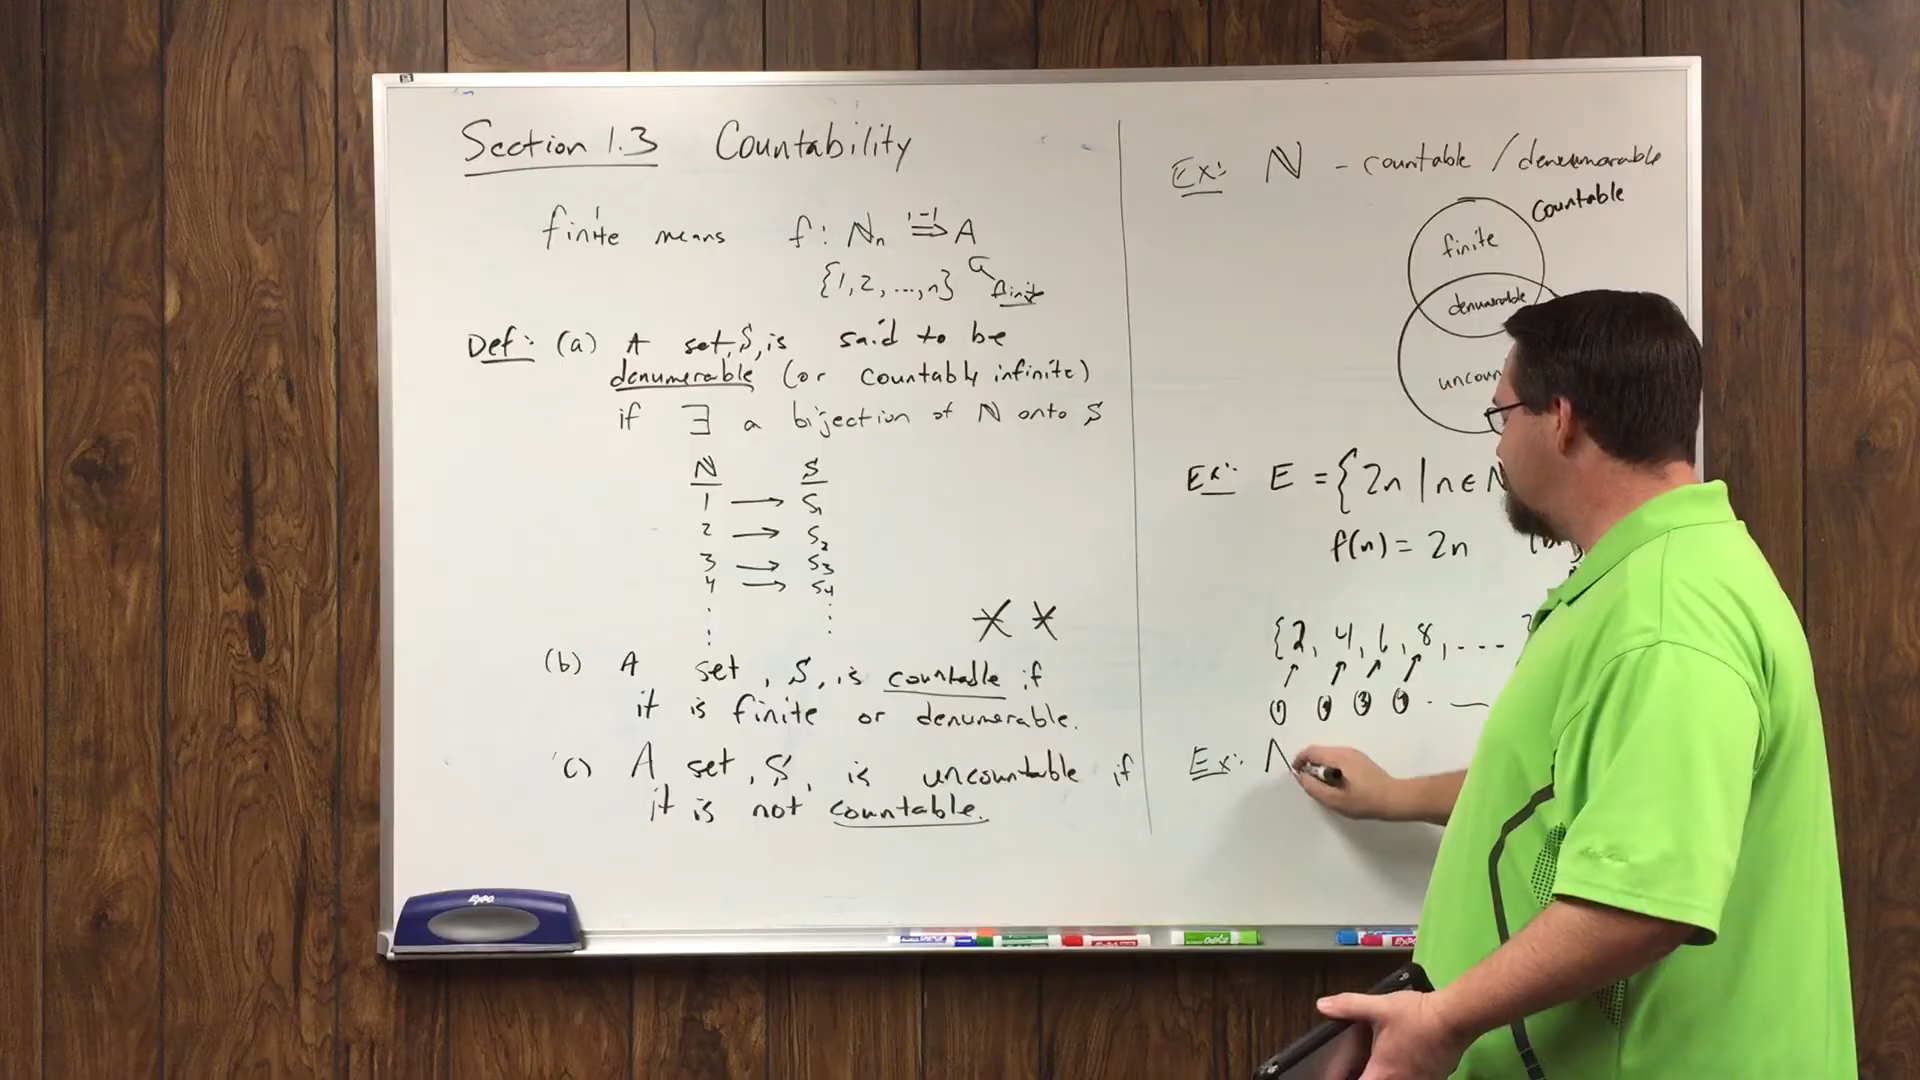 Section 1.3 Countability
finite means f: ℕn 1-1⇒ A
{1,2,...,n} finite
Def: (a) A set, S, is said to be
denumerable (or countably infinite)
if ∃ a bijection of ℕ onto S
ℕ S
1 → S1
2 → S2
3 → S3
4 → S4
⋮ ⋮
(b) A set, S, is countable if
it is finite or denumerable.
(c) A set, S, is uncountable if
it is not countable.
Ex: ℕ - countable / denumerable
Countable
finite
denumerable
Ex: E = {2n | n ∈ ℕ
f(n) = 2n
{2, 4, 6, 8, ...
① ② ③ ④ . —
Ex:
Expo